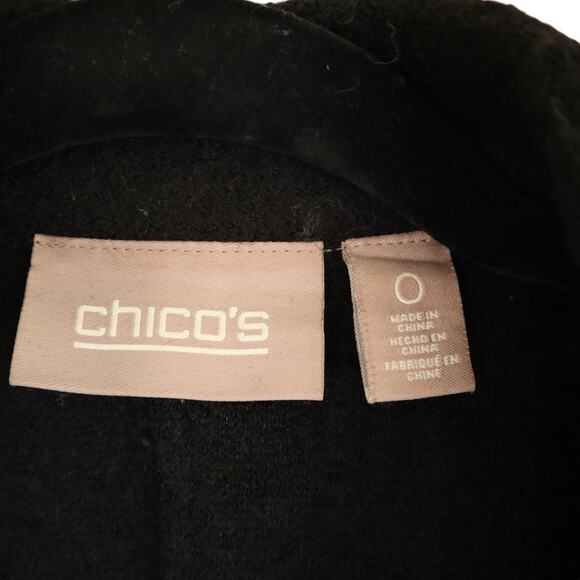 chico's
0
MADE IN
CHINA
HECHO EN
CHINA
FABRIQUÉ EN
CHINE